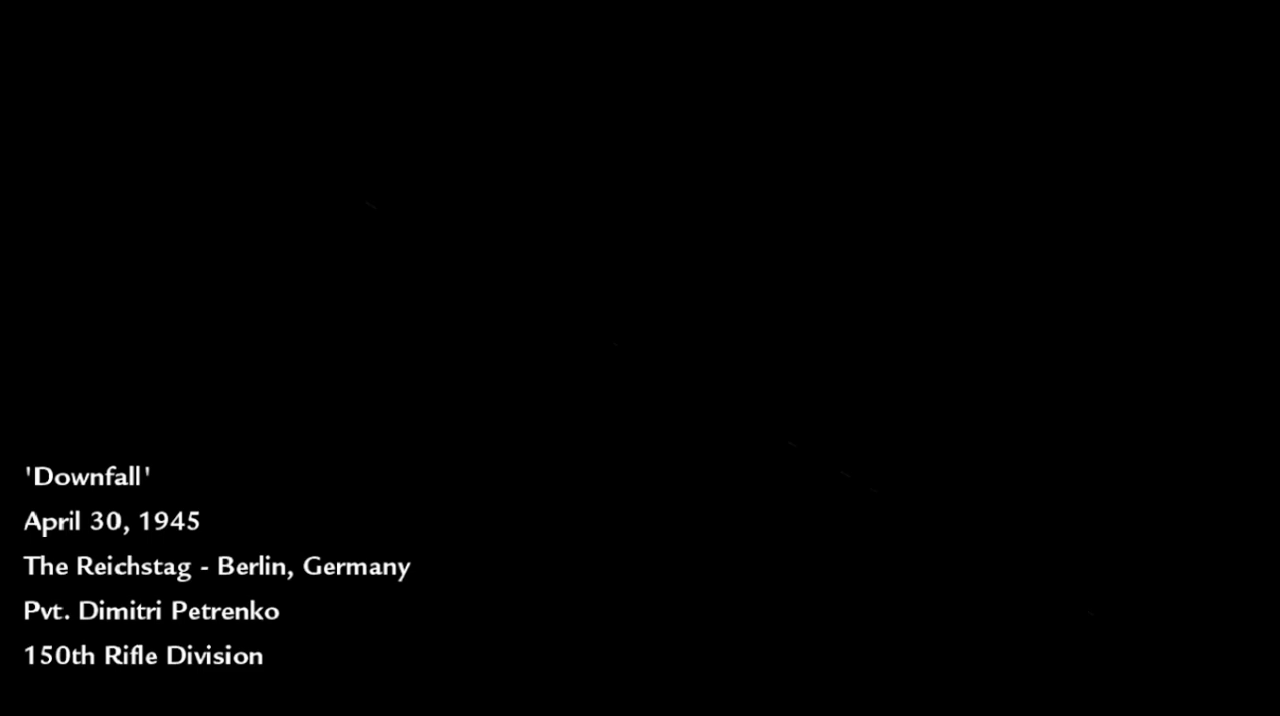 'Downfall'
April 30, 1945
The Reichstag - Berlin, Germany
Pvt. Dimitri Petrenko
150th Rifle Division